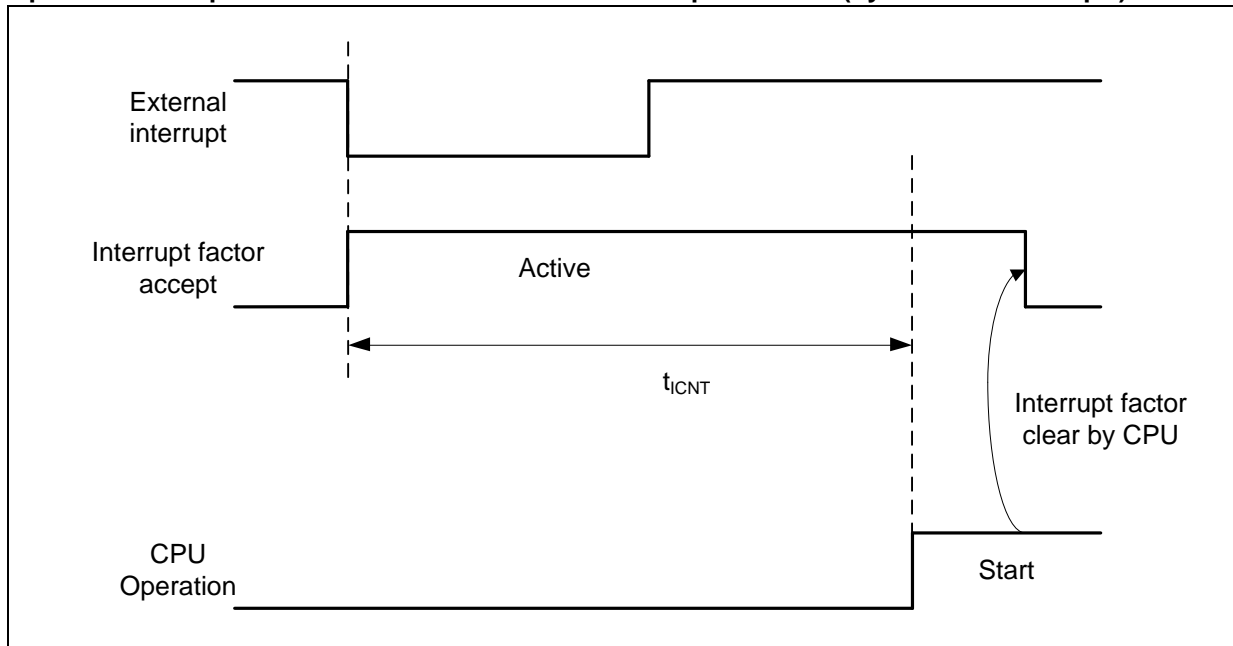 External
interrupt
Interrupt factor
accept
Active
tICNT
Interrupt factor
clear by CPU
CPU
Operation
Start